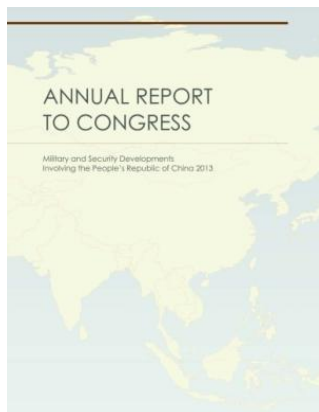 ANNUAL REPORT
TO CONGRESS
Military and Security Developments
Involving the People's Republic of China 2013